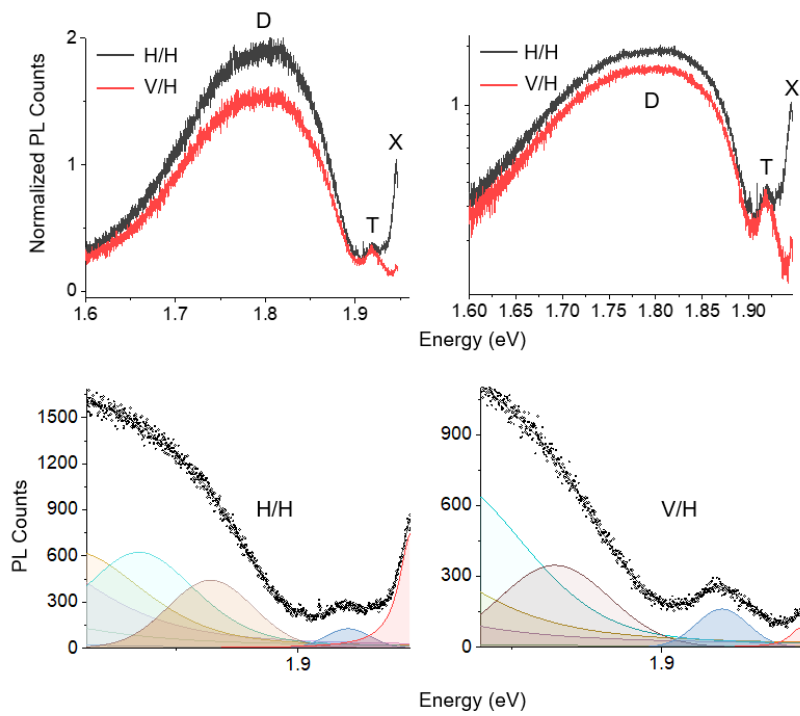 D
H/H
V/H
X
T
Normalized PL Counts
2
1
0
1.6 1.7 1.8 1.9
H/H
V/H
D
X
T
1
1.60 1.65 1.70 1.75 1.80 1.85 1.90
Energy (eV)
PL Counts
1500
1200
900
600
300
0
H/H
1.9
900
600
300
0
V/H
1.9
Energy (eV)